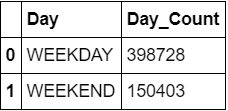 Day Day_Count
0 WEEKDAY 398728
1 WEEKEND 150403